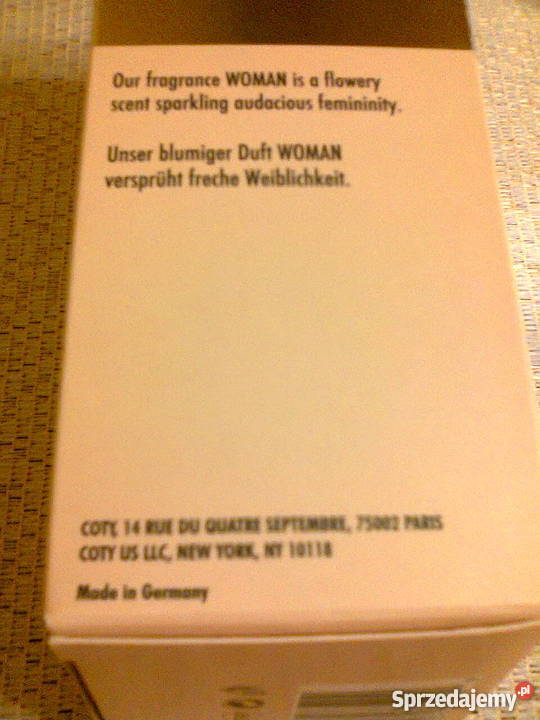 Our fragrance WOMAN is a flowery
scent sparkling audacious femininity.
Unser blumiger Duft WOMAN
versprüht freche Weiblichkeit.
COTY, 14 RUE DU QUATRE SEPTEMBRE, 75002 PARIS
COTY US LLC, NEW YORK, NY 10118
Made in Germany
Sprzedajemy.pl